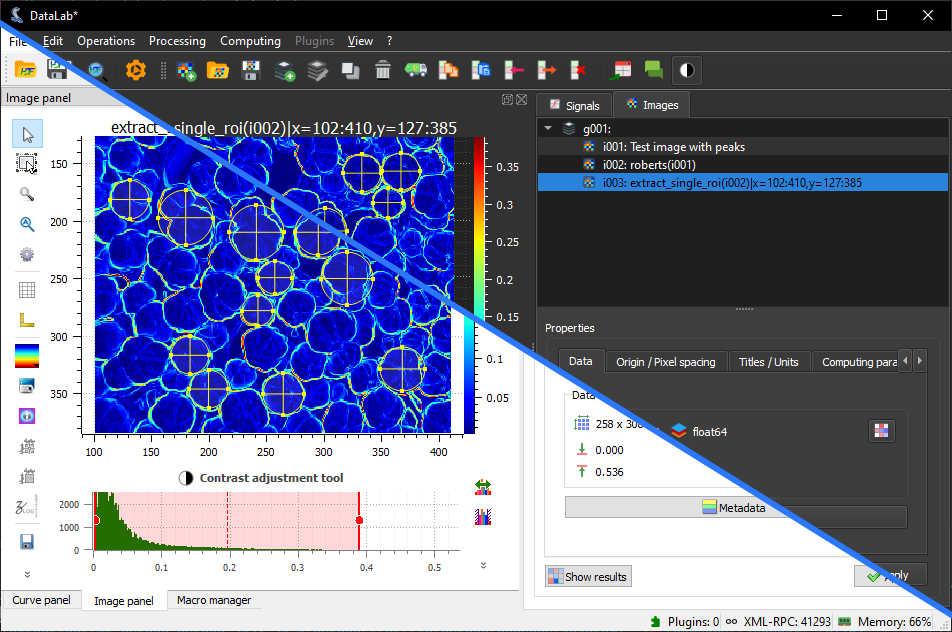 DataLab*
File Edit Operations Processing Computing Plugins View ?
Image panel
extract_single_roi(i002)|x=102:410,y=127:385
150
200
250
300
350
100 150 200 250 300 350 400
0.35
0.3
0.25
0.2
0.15
0.1
0.05
Contrast adjustment tool
2000
1000
0
0 0.1 0.2 0.3 0.4 0.5
LOG
Curve panel Image panel Macro manager
Signals Images
g001:
i001: Test image with peaks
i002: roberts(i001)
i003: extract_single_roi(i002)|x=102:410,y=127:385
Properties
Data Origin / Pixel spacing Titles / Units Computing para
Data
258 x float64
0.000
0.536
Metadata
Show results Apply
Plugins: 0 XML-RPC: 41293 Memory: 66%